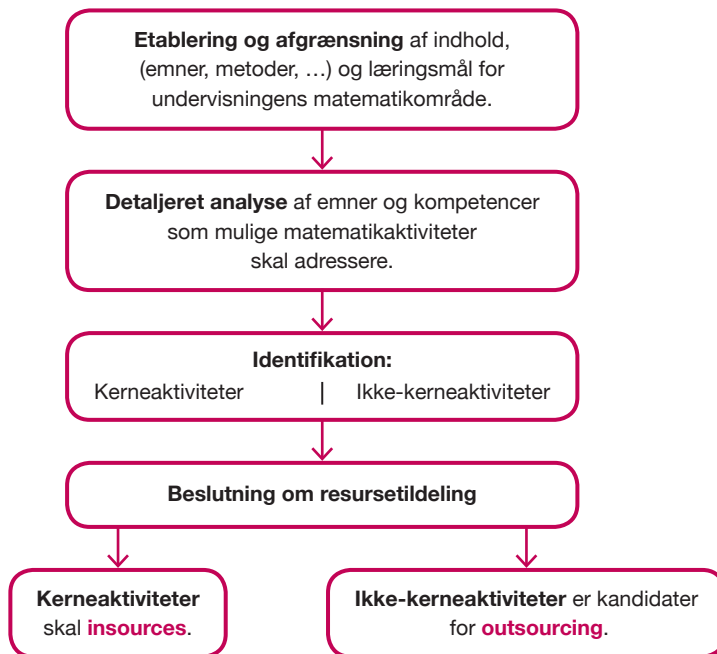 Etablering og afgrænsning af indhold,
(emner, metoder, …) og læringsmål for
undervisningens matematikområde.
Detaljeret analyse af emner og kompetencer
som mulige matematikaktiviteter
skal adressere.
Identifikation:
Kerneaktiviteter | Ikke-kerneaktiviteter
Beslutning om resursetildeling
Kerneaktiviteter
skal insources.
Ikke-kerneaktiviteter er kandidater
for outsourcing.